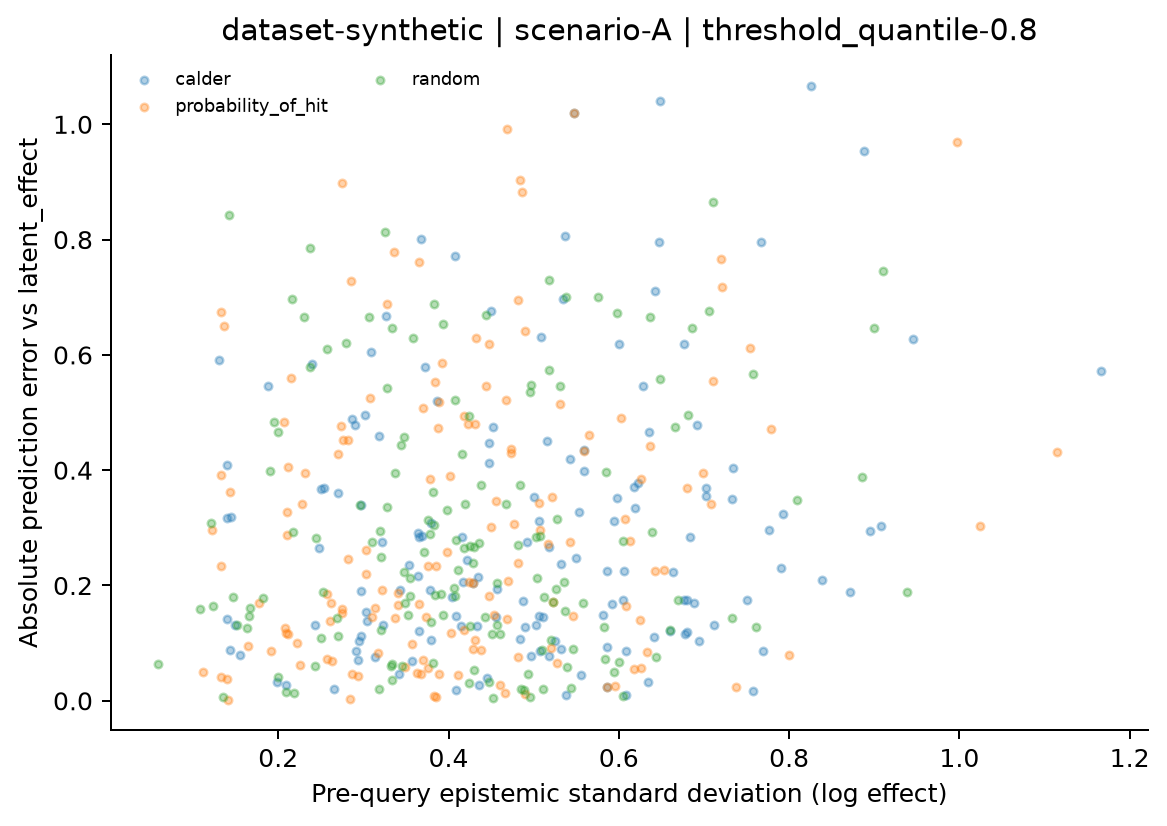 dataset-synthetic | scenario-A | threshold_quantile-0.8
calder
random
probability_of_hit
1.0
0.8
0.6
0.4
0.2
0.0
Absolute prediction error vs latent_effect
0.2
0.4
0.6
0.8
1.0
1.2
Pre-query epistemic standard deviation (log effect)